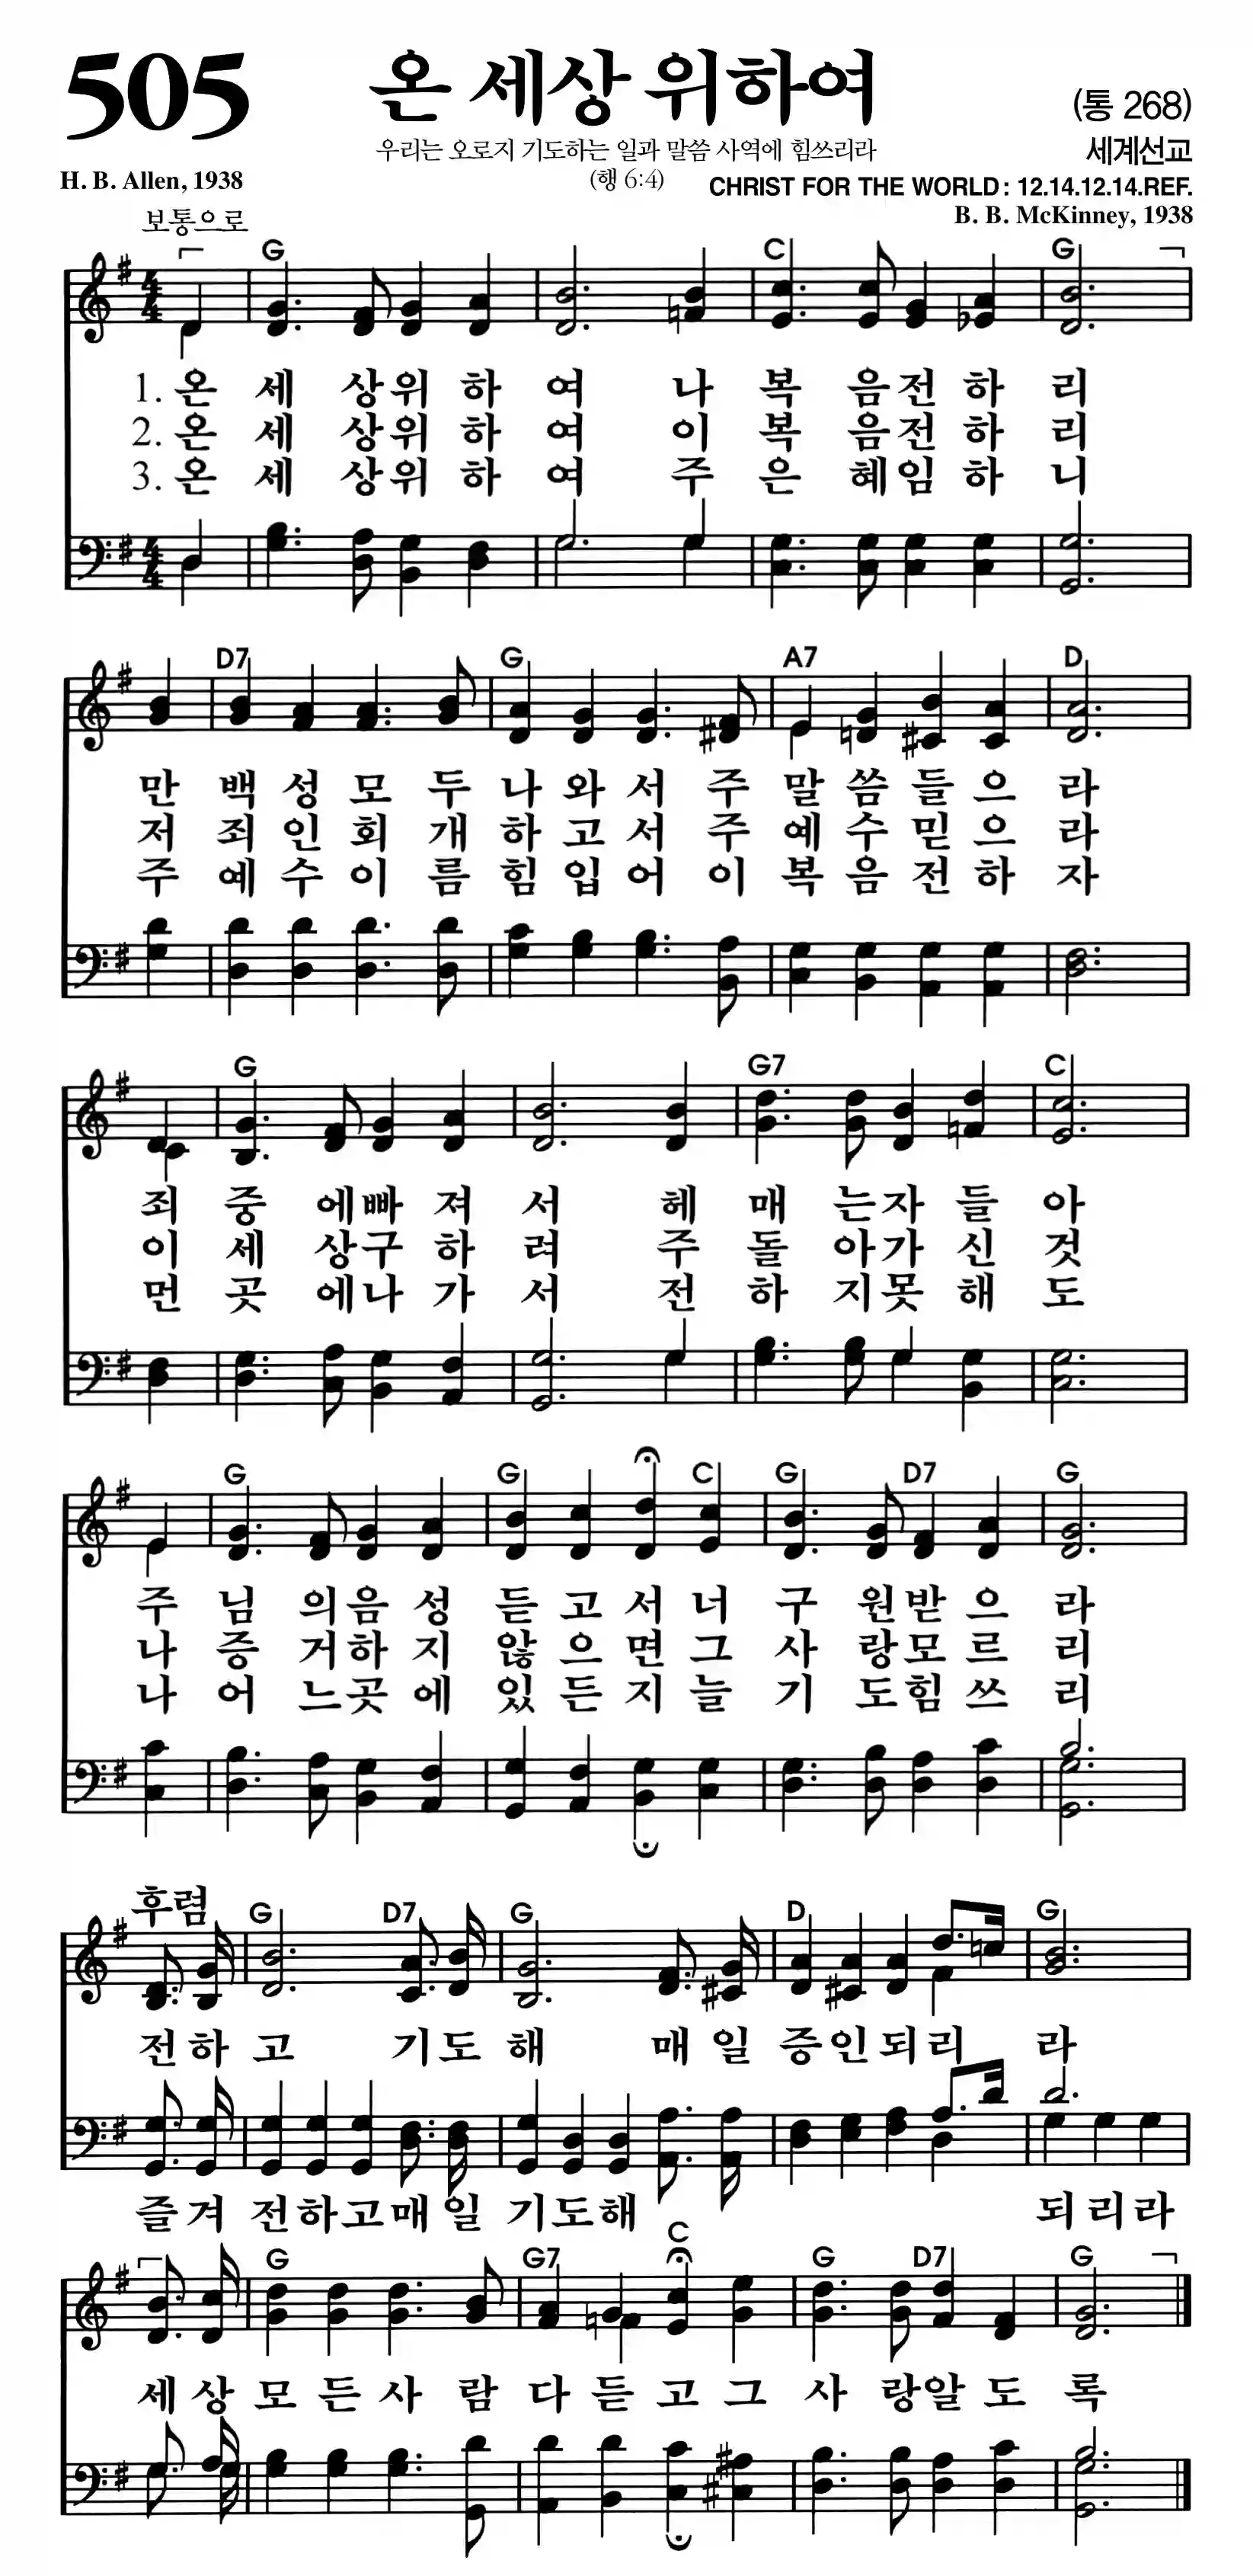 505 온 세상 위하여 (통 268)
우리는 오로지 기도하는 일과 말씀 사역에 힘쓰리라 세계선교
H. B. Allen, 1938 (행 6:4) CHRIST FOR THE WORLD: 12.14.12.14.REF.
보통으로 B. B. McKinney, 1938
G C G
1. 온 세 상 위 하 여 나 복 음 전 하 리
2. 온 세 상 위 하 여 이 복 음 전 하 리
3. 온 세 상 위 하 여 주 은 혜 임 하 니
D7 G A7 D
만 백 성 모 두 나 와 서 주 말 씀 들 으 라
저 죄 인 회 개 하 고 서 주 예 수 믿 으 라
주 예 수 이 름 힘 입 어 이 복 음 전 하 자
G G7 C
죄 중 에 빠 져 서 헤 매 는 자 들 아
이 세 상 구 하 려 주 돌 아 가 신 것
먼 곳 에 나 가 서 전 하 지 못 해 도
G G C G D7 G
주 님 의 음 성 듣 고 서 너 구 원 받 으 라
나 증 거 하 지 않 으 면 그 사 랑 모 르 리
나 어 느 곳 에 있 든 지 늘 기 도 힘 쓰 리
후렴
G D7 G D G
전 하 고 기 도 해 매 일 증 인 되 리 라
즐 겨 전 하 고 매 일 기 도 해 되 리 라
G G7 C G D7 G
세 상 모 든 사 람 다 듣 고 그 사 랑 알 도 록